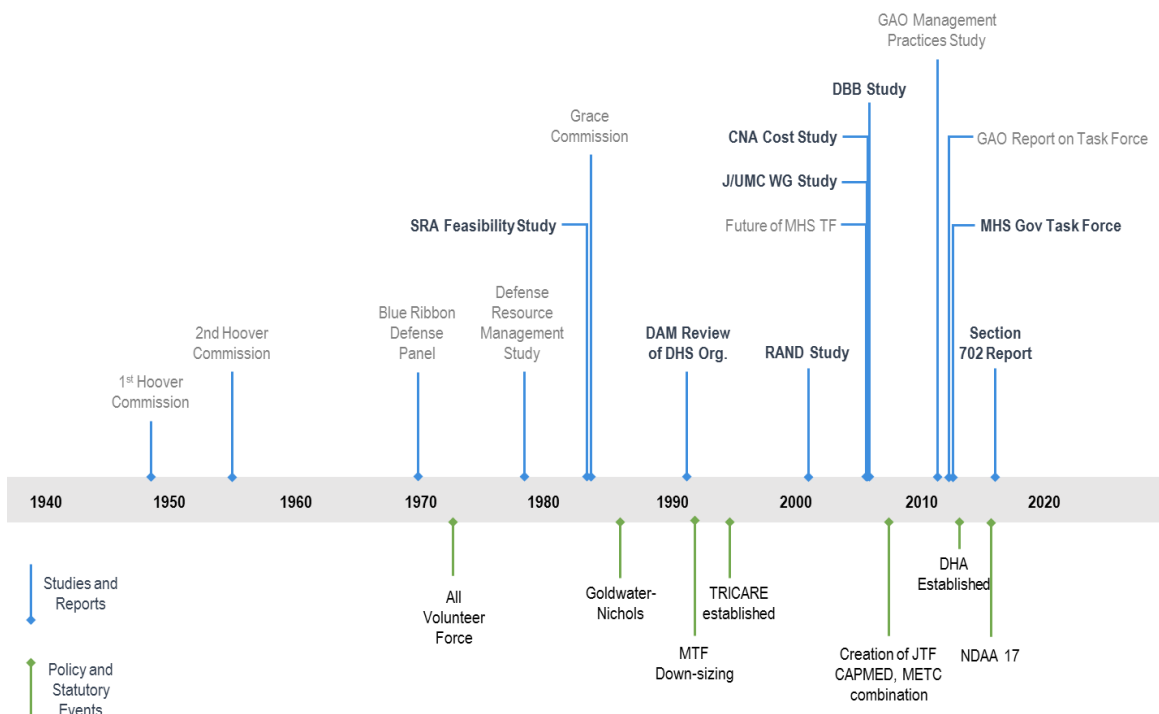 GAO Management
Practices Study
DBB Study
Grace
Commission
CNA Cost Study
GAO Report on Task Force
J/UMC WG Study
SRA Feasibility Study
Future of MHS TF
MHS Gov Task Force
Defense
Resource
Management
Study
Blue Ribbon
Defense
Panel
2nd Hoover
Commission
DAM Review
of DHS Org.
RAND Study
Section
702 Report
1st Hoover
Commission
1940 1950 1960 1970 1980 1990 2000 2010 2020
Studies and
Reports
All
Volunteer
Force
Goldwater-
Nichols
TRICARE
established
DHA
Established
MTF
Down-sizing
Creation of JTF
CAPMED, METC
combination
NDAA 17
Policy and
Statutory
Events